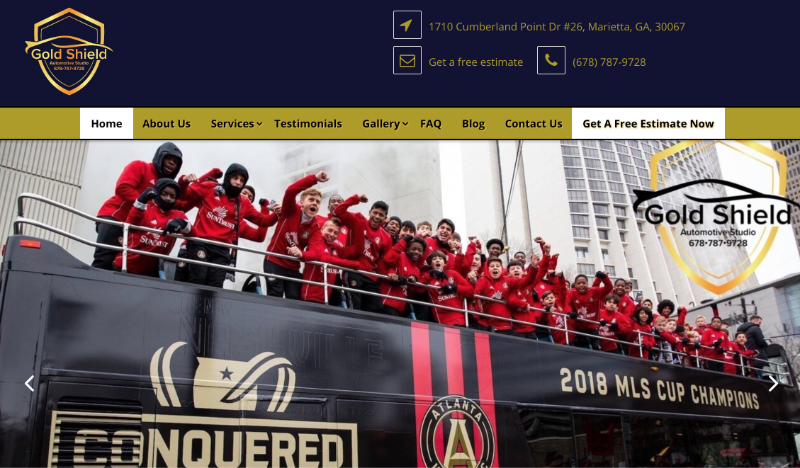 1710 Cumberland Point Dr #26, Marietta, GA, 30067
Gold Shield
Automotive Studio
678-787-9728
Get a free estimate
(678) 787-9728
Home About Us Services Testimonials Gallery FAQ Blog Contact Us Get A Free Estimate Now
Gold Shield
Automotive Studio
678-787-9728
SUNTRUST
2018 MLS CUP CHAMPIONS
ATLANTA
A
CONQUERED